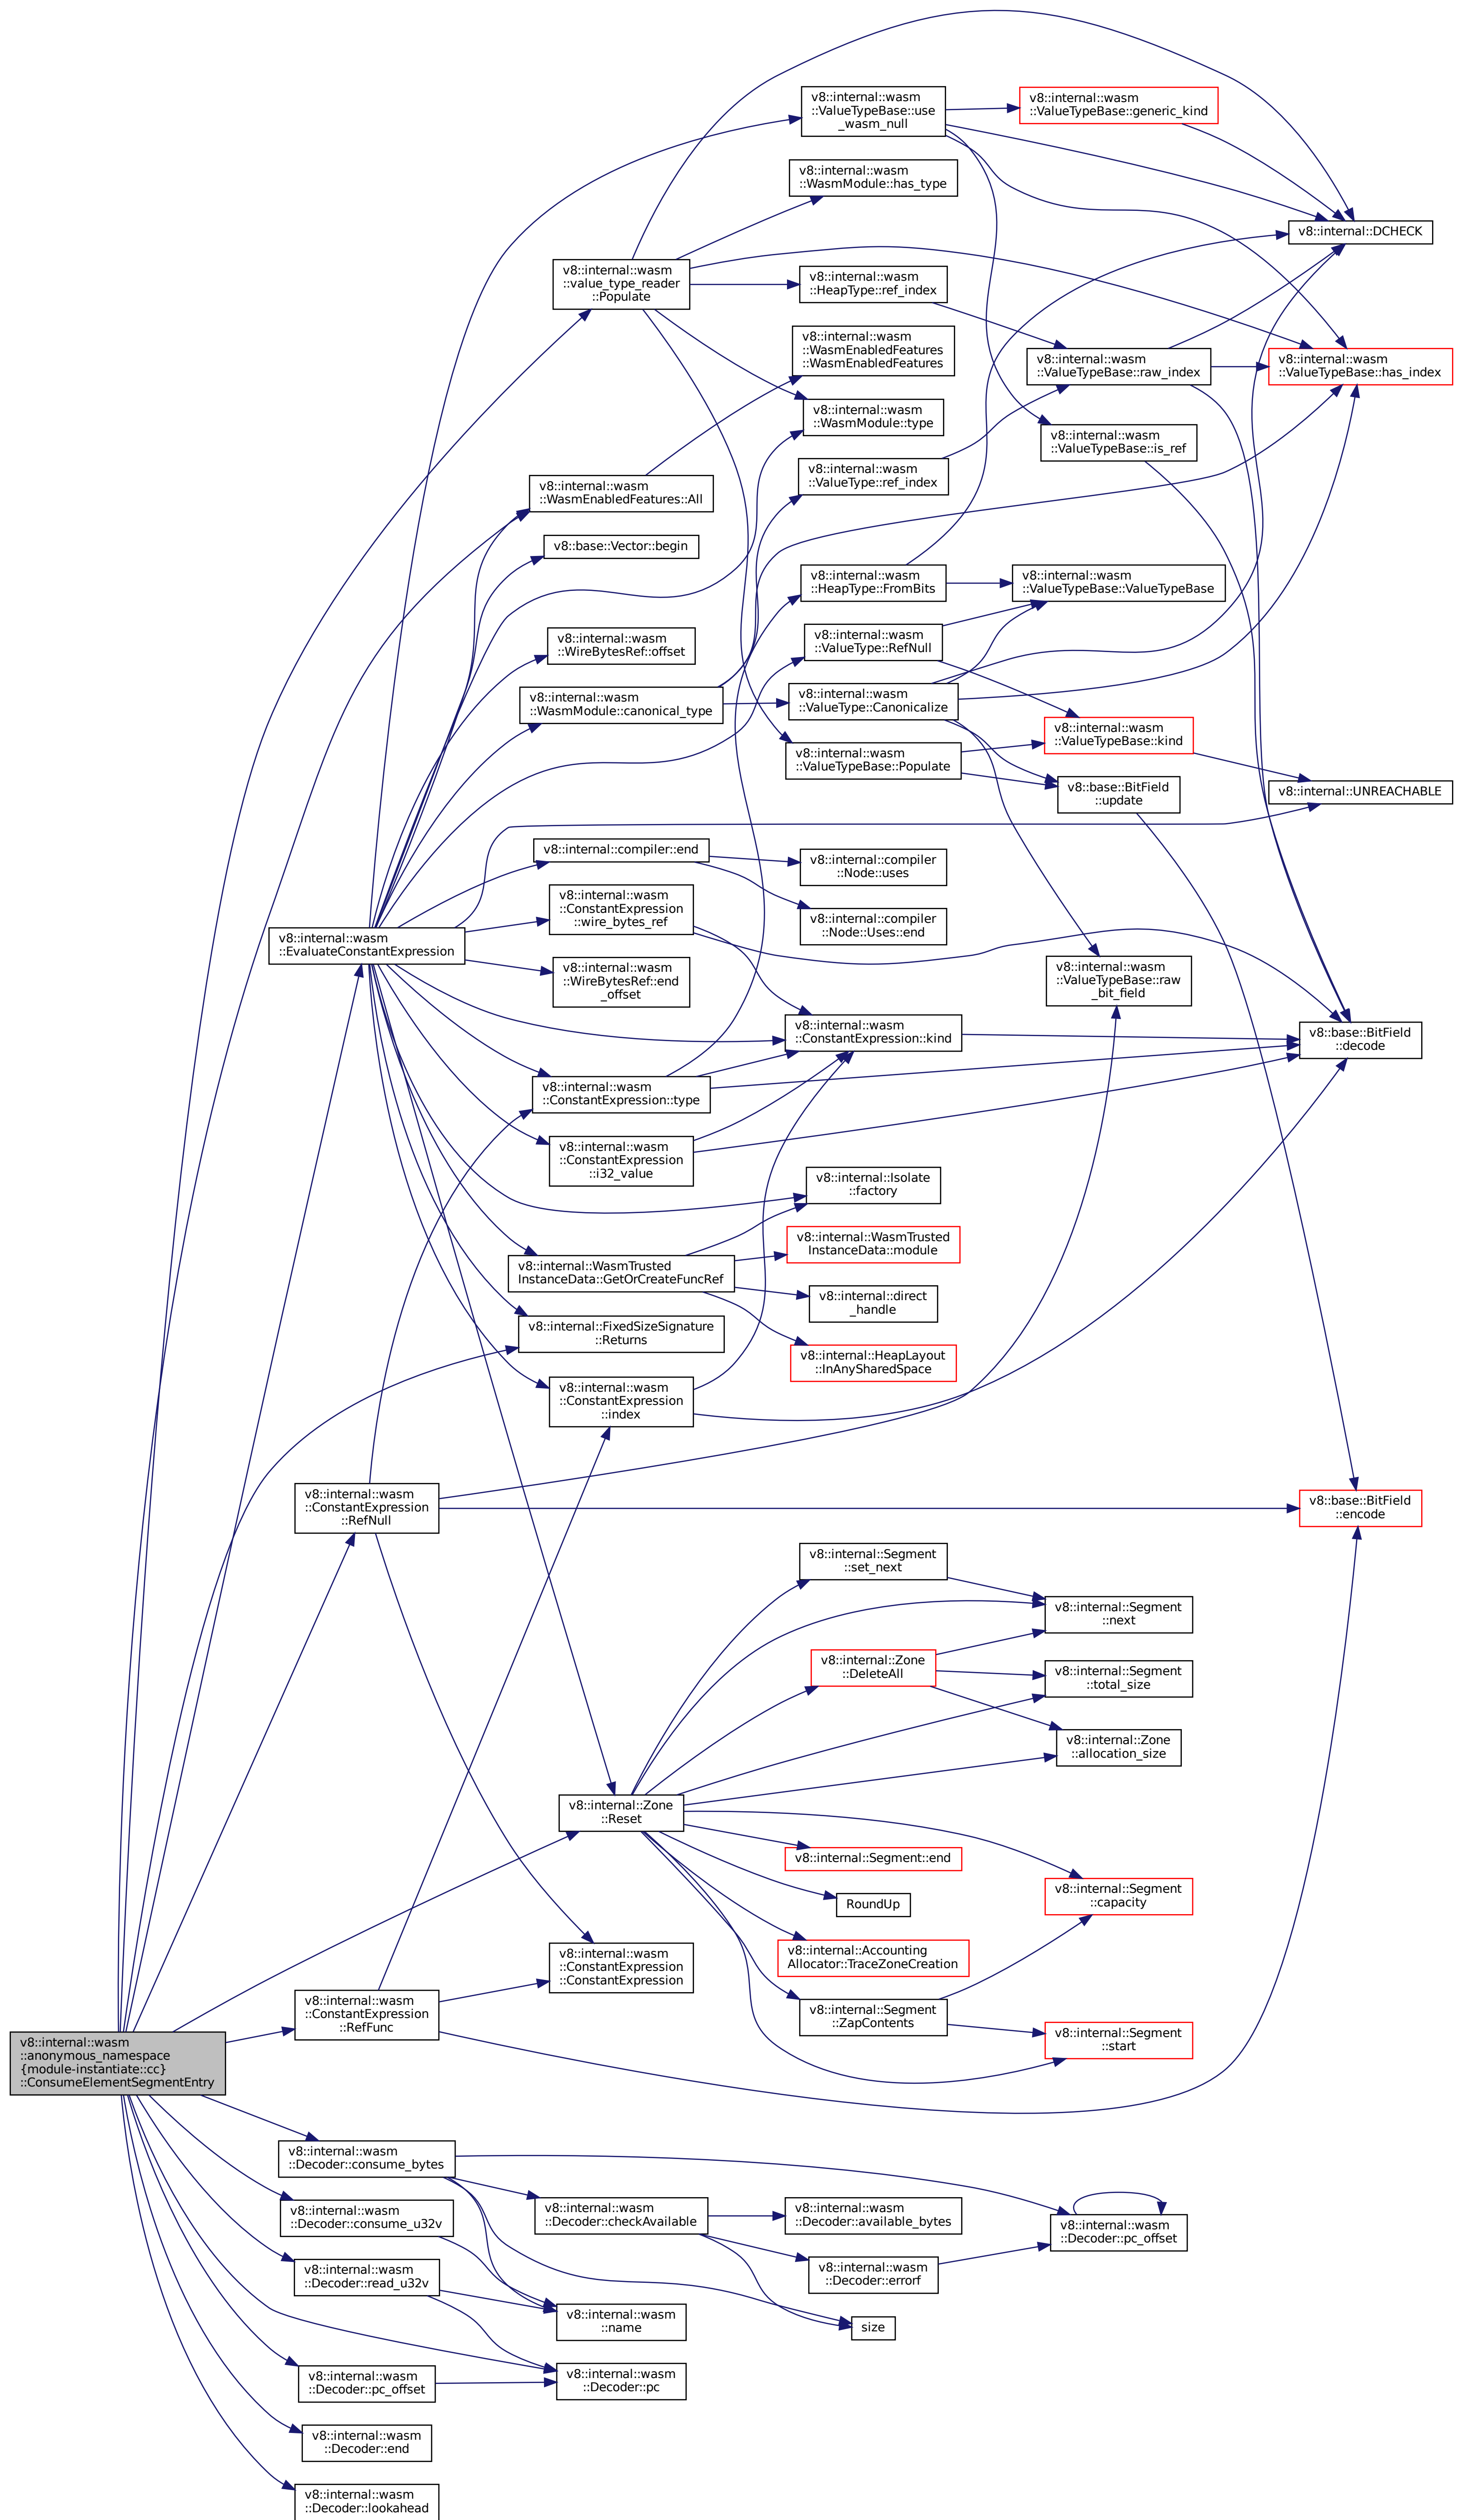 v8::internal::wasm
::anonymous_namespace
{module-instantiate::cc}
::ConsumeElementSegmentEntry
v8::internal::wasm
::EvaluateConstantExpression
v8::internal::wasm
::ConstantExpression
::RefNull
v8::internal::wasm
::ConstantExpression
::RefFunc
v8::internal::wasm
::Decoder::consume_bytes
v8::internal::wasm
::Decoder::consume_u32v
v8::internal::wasm
::Decoder::read_u32v
v8::internal::wasm
::Decoder::pc_offset
v8::internal::wasm
::Decoder::end
v8::internal::wasm
::Decoder::lookahead
v8::internal::wasm
::value_type_reader
::Populate
v8::internal::wasm
::WasmEnabledFeatures::All
v8::base::Vector::begin
v8::internal::wasm
::WireBytesRef::offset
v8::internal::wasm
::WasmModule::canonical_type
v8::internal::compiler::end
v8::internal::wasm
::ConstantExpression
::wire_bytes_ref
v8::internal::wasm
::WireBytesRef::end
_offset
v8::internal::wasm
::ConstantExpression::type
v8::internal::wasm
::ConstantExpression
::i32_value
v8::internal::WasmTrusted
InstanceData::GetOrCreateFuncRef
v8::internal::FixedSizeSignature
::Returns
v8::internal::wasm
::ConstantExpression
::index
v8::internal::Zone
::Reset
v8::internal::wasm
::ConstantExpression
::ConstantExpression
v8::internal::wasm
::Decoder::checkAvailable
v8::internal::wasm
::name
v8::internal::wasm
::Decoder::pc
v8::internal::wasm
::ValueTypeBase::use
_wasm_null
v8::internal::wasm
::WasmModule::has_type
v8::internal::wasm
::HeapType::ref_index
v8::internal::wasm
::WasmEnabledFeatures
::WasmEnabledFeatures
v8::internal::wasm
::WasmModule::type
v8::internal::wasm
::ValueType::ref_index
v8::internal::wasm
::HeapType::FromBits
v8::internal::wasm
::ValueType::RefNull
v8::internal::wasm
::ValueType::Canonicalize
v8::internal::wasm
::ValueTypeBase::Populate
v8::internal::compiler
::Node::uses
v8::internal::compiler
::Node::Uses::end
v8::internal::wasm
::ConstantExpression::kind
v8::internal::Isolate
::factory
v8::internal::WasmTrusted
InstanceData::module
v8::internal::direct
_handle
v8::internal::HeapLayout
::InAnySharedSpace
v8::internal::Segment
::set_next
v8::internal::Zone
::DeleteAll
v8::internal::Segment::end
RoundUp
v8::internal::Accounting
Allocator::TraceZoneCreation
v8::internal::Segment
::ZapContents
v8::internal::wasm
::Decoder::available_bytes
v8::internal::wasm
::Decoder::errorf
size
v8::internal::wasm
::ValueTypeBase::generic_kind
v8::internal::wasm
::ValueTypeBase::raw_index
v8::internal::wasm
::ValueTypeBase::is_ref
v8::internal::wasm
::ValueTypeBase::ValueTypeBase
v8::internal::wasm
::ValueTypeBase::kind
v8::base::BitField
::update
v8::internal::wasm
::ValueTypeBase::raw
_bit_field
v8::internal::Segment
::next
v8::internal::Segment
::total_size
v8::internal::Zone
::allocation_size
v8::internal::Segment
::capacity
v8::internal::Segment
::start
v8::internal::wasm
::Decoder::pc_offset
v8::internal::DCHECK
v8::internal::wasm
::ValueTypeBase::has_index
v8::internal::UNREACHABLE
v8::base::BitField
::decode
v8::base::BitField
::encode